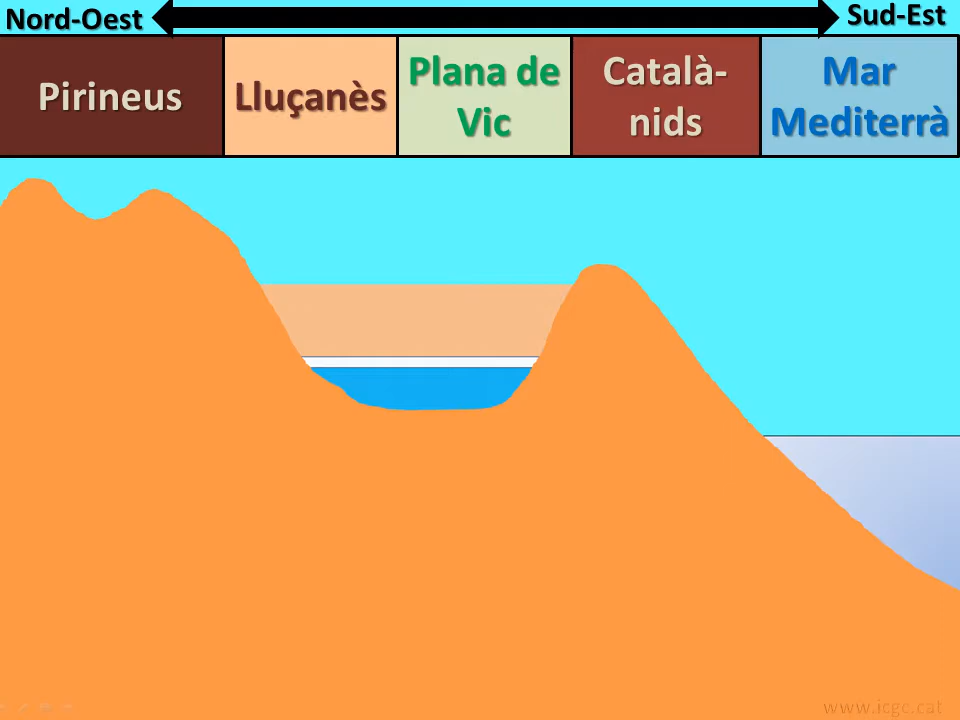 Nord-Oest
Sud-Est
Pirineus
Lluçanès
Plana de
Vic
Català-
nids
Mar
Mediterrà
www.icgc.cat